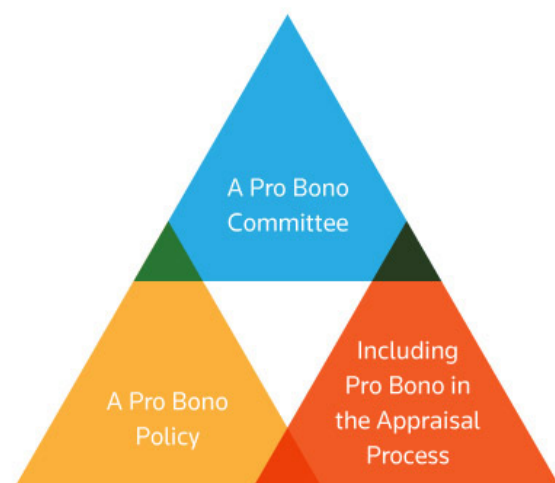 A Pro Bono
Committee
A Pro Bono
Policy
Including
Pro Bono in
the Appraisal
Process